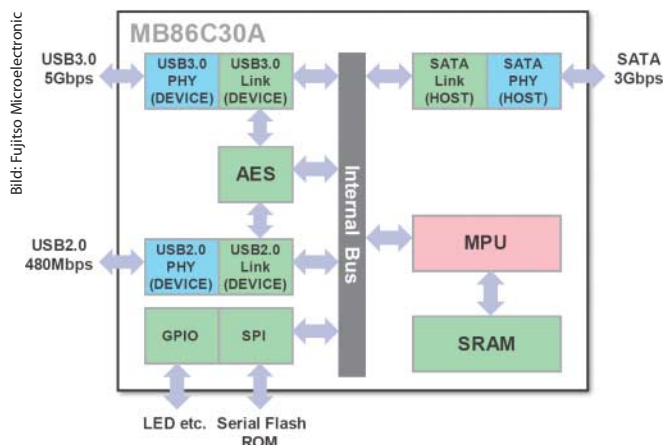 Bild: Fujitso Microelectronic
MB86C30A
USB3.0
5Gbps
USB3.0
PHY
(DEVICE)
USB3.0
Link
(DEVICE)
SATA
Link
(HOST)
SATA
PHY
(HOST)
SATA
3Gbps
AES
Internal Bus
USB2.0
480Mbps
USB2.0
PHY
(DEVICE)
USB2.0
Link
(DEVICE)
MPU
GPIO
SPI
SRAM
LED etc.
Serial Flash
ROM